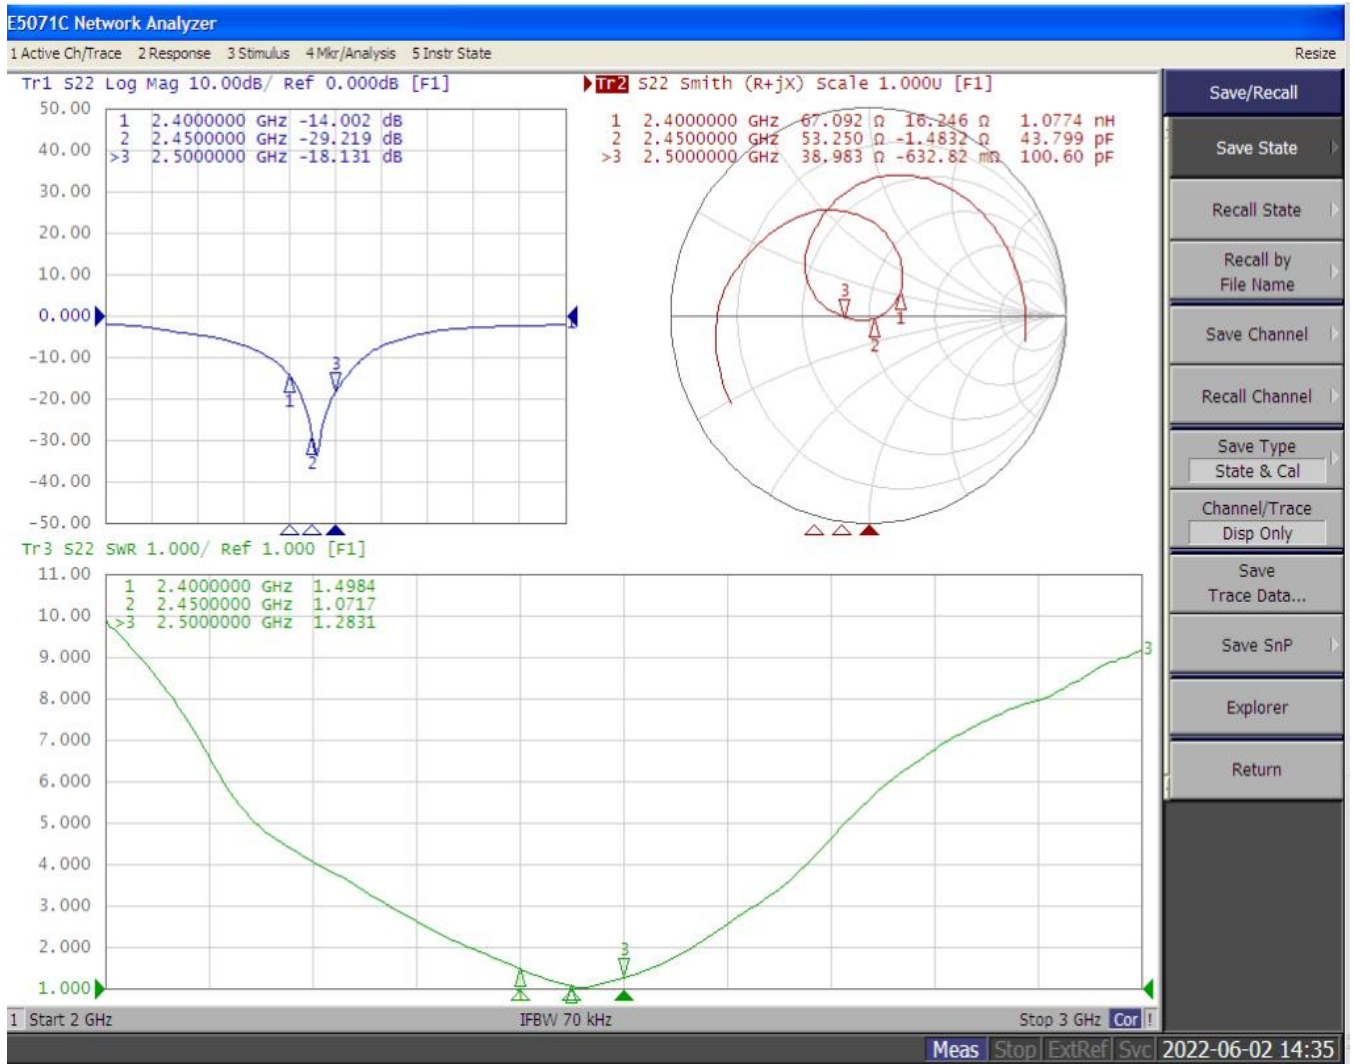 E5071C Network Analyzer
1 Active Ch/Trace 2 Response 3 Stimulus 4 Mkr/Analysis 5 Instr State Resize
Tr1 S22 Log Mag 10.00dB/ Ref 0.000dB [F1]
50.00
40.00
30.00
20.00
10.00
0.000
-10.00
-20.00
-30.00
-40.00
-50.00
1 2.4000000 GHz -14.002 dB
2 2.4500000 GHz -29.219 dB
>3 2.5000000 GHz -18.131 dB
3
1
2
1
Tr2 S22 Smith (R+jX) Scale 1.000U [F1]
1 2.4000000 GHz 67.092 Ω 16.246 Ω 1.0774 nH
2 2.4500000 GHz 53.250 Ω -1.4832 Ω 43.799 pF
>3 2.5000000 GHz 38.983 Ω -632.82 mΩ 100.60 pF
3
1
2
Tr3 S22 SWR 1.000/ Ref 1.000 [F1]
11.00
10.00
9.000
8.000
7.000
6.000
5.000
4.000
3.000
2.000
1.000
1 2.4000000 GHz 1.4984
2 2.4500000 GHz 1.0717
>3 2.5000000 GHz 1.2831
3
3
1 Start 2 GHz IFBW 70 kHz Stop 3 GHz Cor !
Meas Stop ExtRef Svc 2022-06-02 14:35
Save/Recall
Save State
Recall State
Recall by
File Name
Save Channel
Recall Channel
Save Type
State & Cal
Channel/Trace
Disp Only
Save
Trace Data...
Save SnP
Explorer
Return